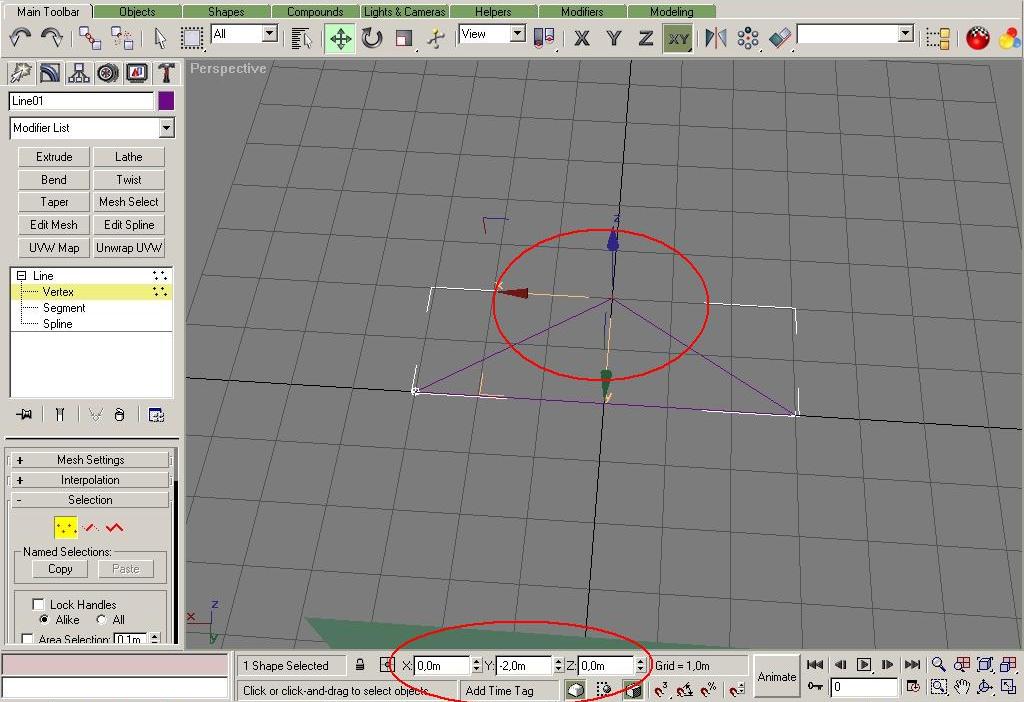 Main Toolbar Objects Shapes Compounds Lights & Cameras Helpers Modifiers Modeling
All View X Y Z XY
Perspective
Line01
Modifier List
Extrude Lathe
Bend Twist
Taper Mesh Select
Edit Mesh Edit Spline
UVW Map Unwrap UVW
Line
Vertex
Segment
Spline
z
x
y
+ Mesh Settings
+ Interpolation
- Selection
Named Selections:
Copy Paste
Lock Handles
Alike All
Area Selection: 0,1m
z
x
y
1 Shape Selected X: 0,0m Y: -2,0m Z: 0,0m Grid = 1,0m
Click or click-and-drag to select objects Add Time Tag
Animate
0